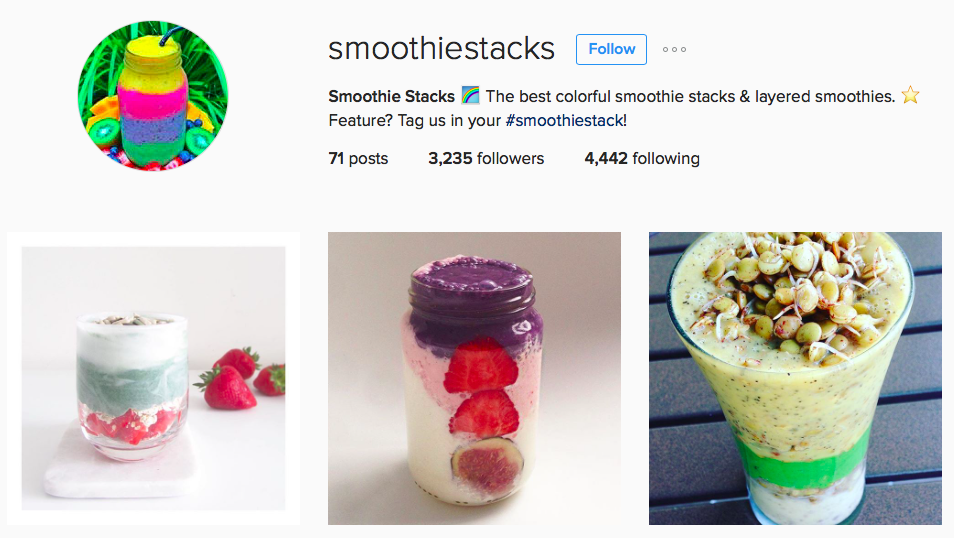 smoothiestacks Follow
Smoothie Stacks 🌈 The best colorful smoothie stacks & layered smoothies. ⭐
Feature? Tag us in your #smoothiestack!
71 posts 3,235 followers 4,442 following